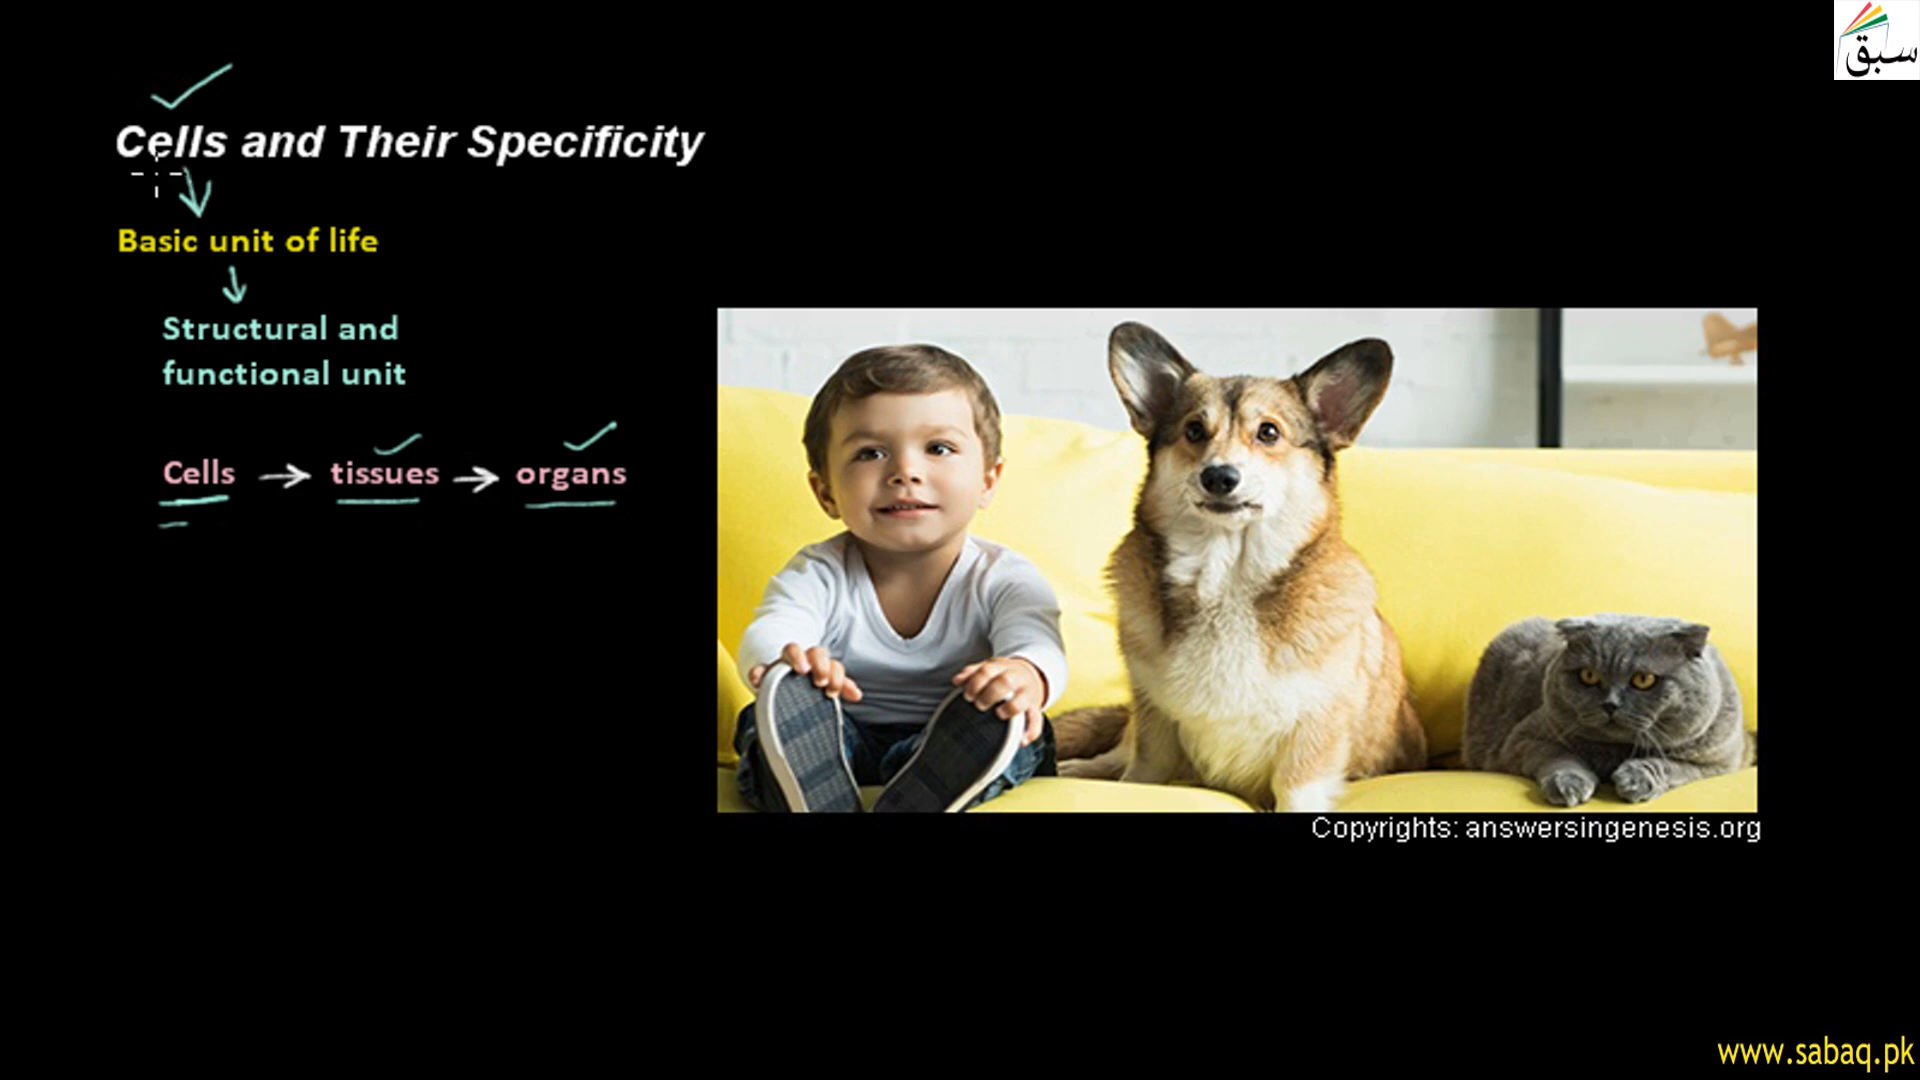 سبق
Cells and Their Specificity
Basic unit of life
Structural and
functional unit
Cells → tissues → organs
Copyrights: answersingenesis.org
www.sabaq.pk